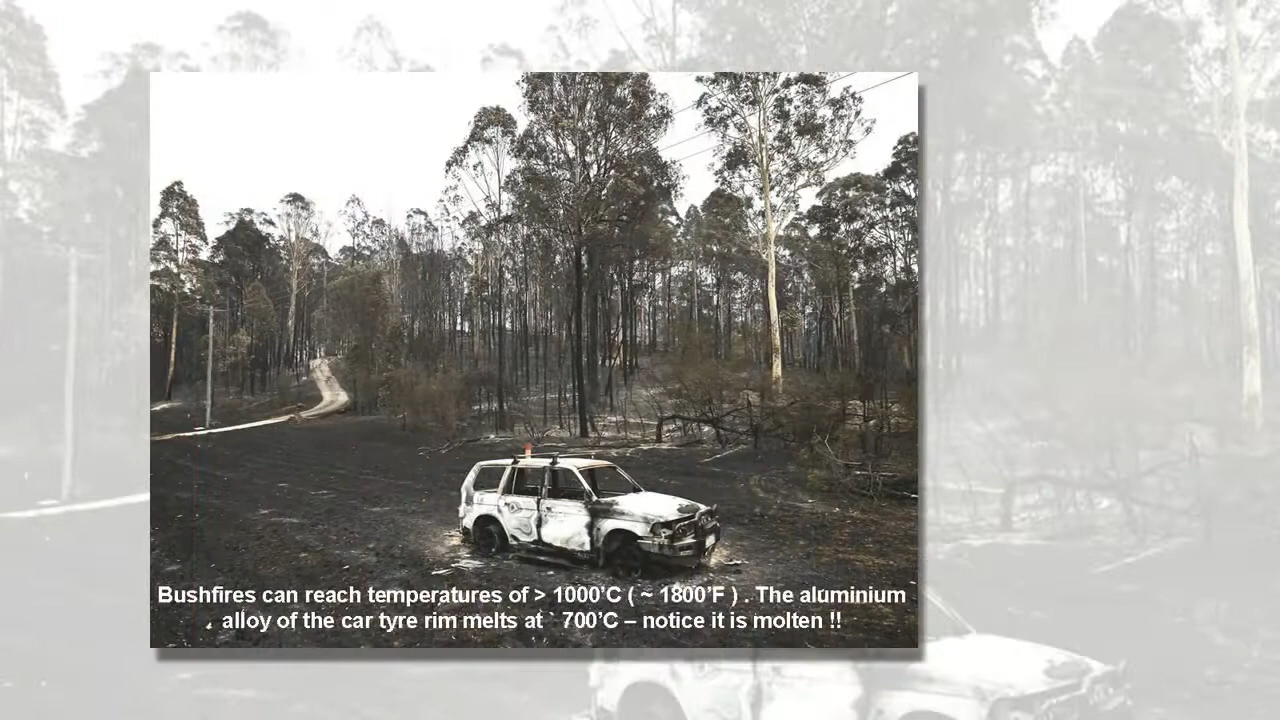 Bushfires can reach temperatures of > 1000’C ( ~ 1800’F ) . The aluminium
alloy of the car tyre rim melts at ` 700’C – notice it is molten !!